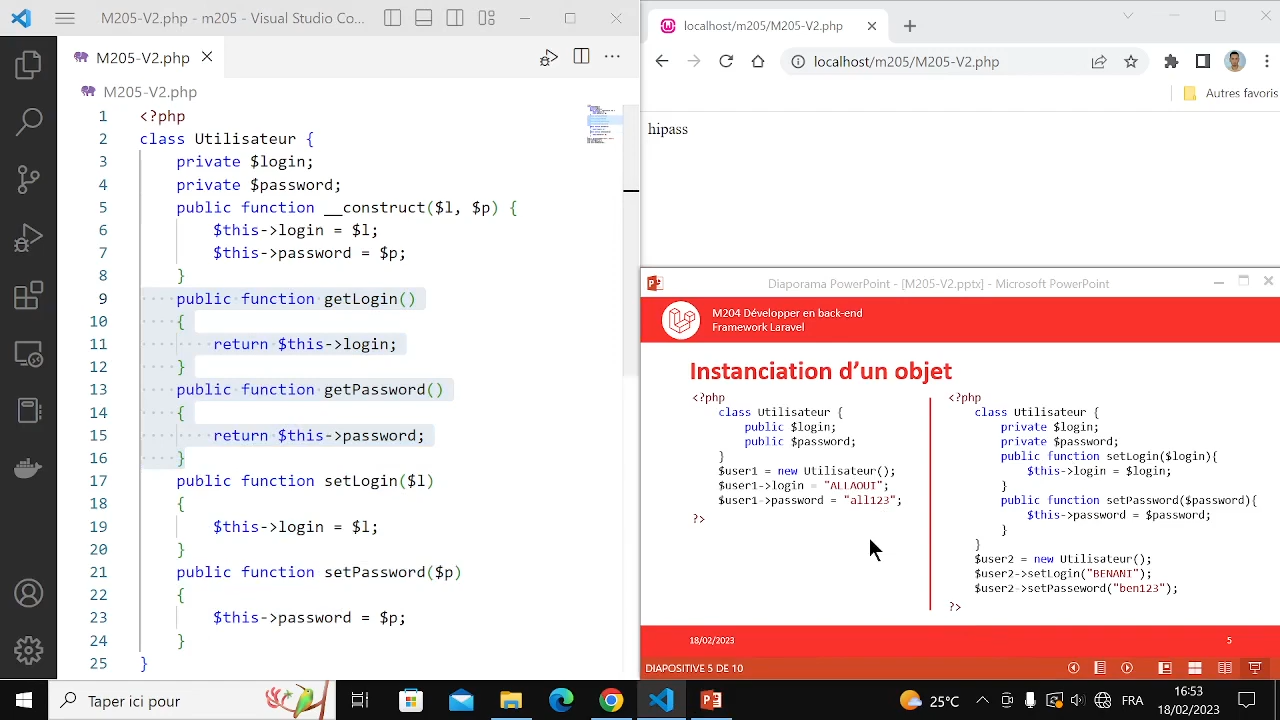 M205-V2.php - m205 - Visual Studio Co...
M205-V2.php
M205-V2.php
1 <?php
2 class Utilisateur {
3 private $login;
4 private $password;
5 public function __construct($l, $p) {
6 $this->login = $l;
7 $this->password = $p;
8 }
9 public function getLogin()
10 {
11 return $this->login;
12 }
13 public function getPassword()
14 {
15 return $this->password;
16 }
17 public function setLogin($l)
18 {
19 $this->login = $l;
20 }
21 public function setPassword($p)
22 {
23 $this->password = $p;
24 }
25 }
localhost/m205/M205-V2.php
localhost/m205/M205-V2.php
Autres favoris
hipass
Diaporama PowerPoint - [M205-V2.pptx] - Microsoft PowerPoint
M204 Développer en back-end
Framework Laravel
Instanciation d'un objet
<?php
class Utilisateur {
public $login;
public $password;
}
$user1 = new Utilisateur();
$user1->login = "ALLAOUI";
$user1->password = "all123";
?>
<?php
class Utilisateur {
private $login;
private $password;
public function setLogin($login){
$this->login = $login;
}
public function setPassword($password){
$this->password = $password;
}
}
$user2 = new Utilisateur();
$user2->setLogin("BENANI");
$user2->setPasseword("ben123");
?>
18/02/2023
5
DIAPOSITIVE 5 DE 10
Taper ici pour
25°C
FRA
16:53
18/02/2023